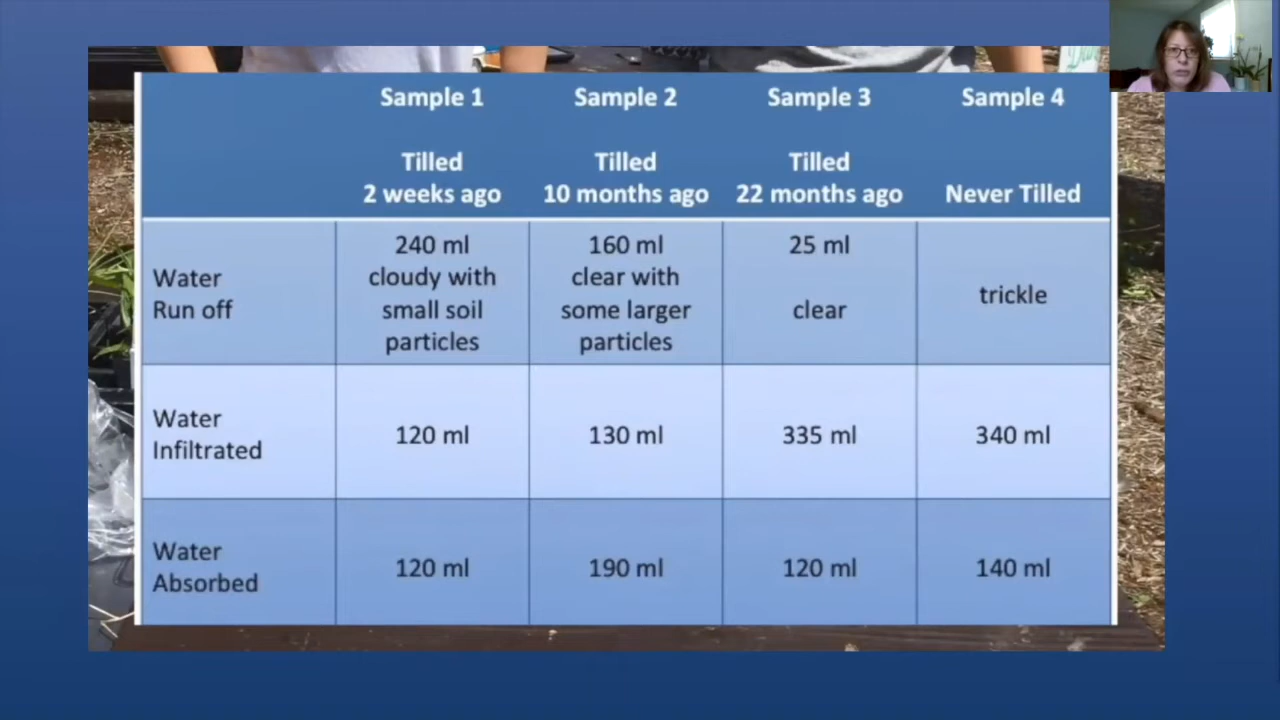 Sample 1
Sample 2
Sample 3
Sample 4
Tilled
2 weeks ago
Tilled
10 months ago
Tilled
22 months ago
Never Tilled
Water
Run off
240 ml
cloudy with
small soil
particles
160 ml
clear with
some larger
particles
25 ml
clear
trickle
Water
Infiltrated
120 ml
130 ml
335 ml
340 ml
Water
Absorbed
120 ml
190 ml
120 ml
140 ml